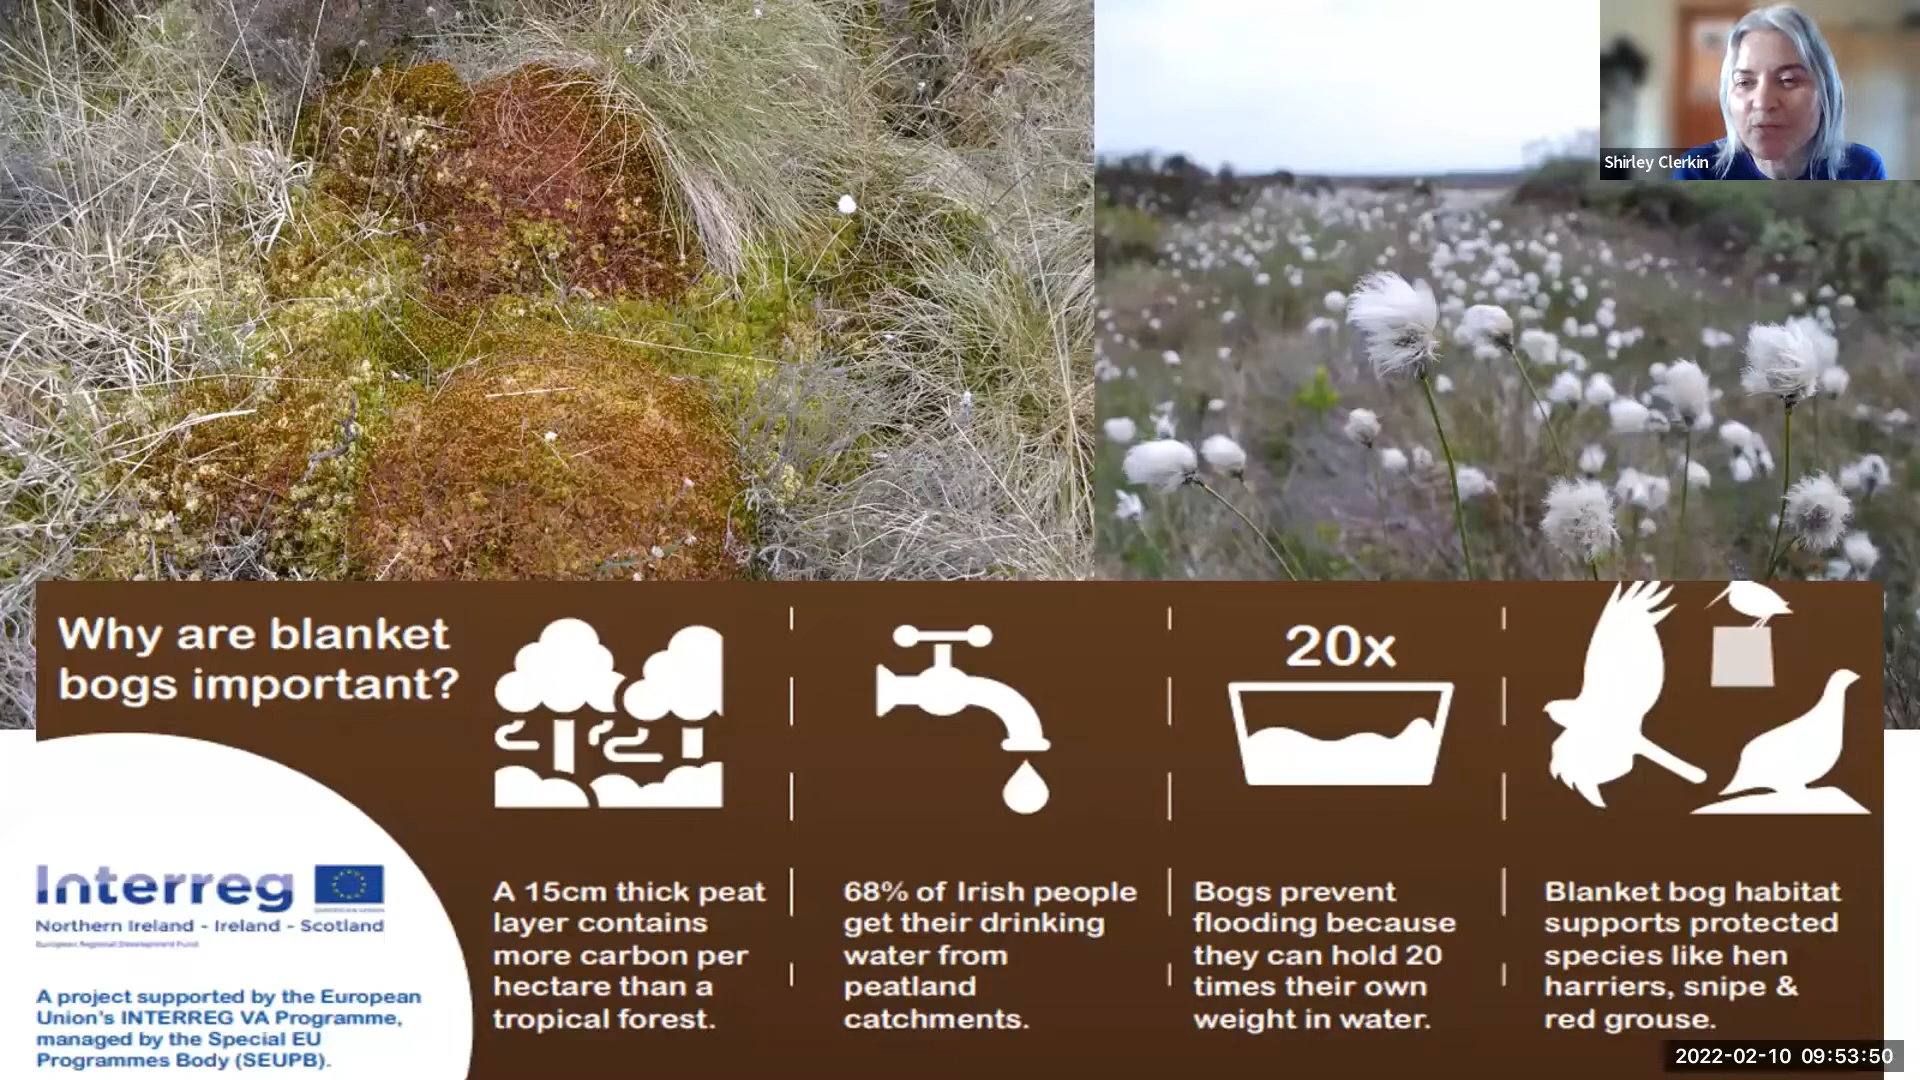 Shirley Clerkin
Why are blanket
bogs important?
20x
Interreg
Northern Ireland - Ireland - Scotland
European Regional Development Fund
A project supported by the European
Union's INTERREG VA Programme,
managed by the Special EU
Programmes Body (SEUPB).
A 15cm thick peat
layer contains
more carbon per
hectare than a
tropical forest.
68% of Irish people
get their drinking
water from
peatland
catchments.
Bogs prevent
flooding because
they can hold 20
times their own
weight in water.
Blanket bog habitat
supports protected
species like hen
harriers, snipe &
red grouse.
2022-02-10 09:53:50